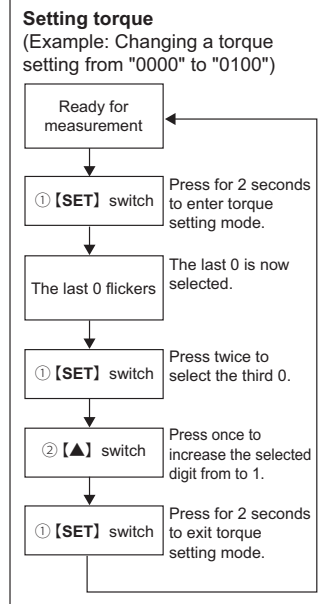 Setting torque
(Example: Changing a torque
setting from "0000" to "0100")
Ready for
measurement
①【SET】 switch
Press for 2 seconds
to enter torque
setting mode.
The last 0 flickers
The last 0 is now
selected.
①【SET】 switch
Press twice to
select the third 0.
②【▲】 switch
Press once to
increase the selected
digit from to 1.
①【SET】 switch
Press for 2 seconds
to exit torque
setting mode.